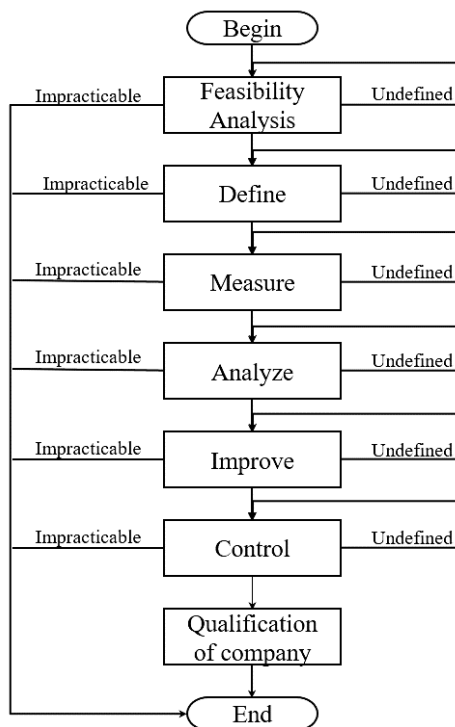 Begin
Impracticable
Feasibility
Analysis
Undefined
Impracticable
Define
Undefined
Impracticable
Measure
Undefined
Impracticable
Analyze
Undefined
Impracticable
Improve
Undefined
Impracticable
Control
Undefined
Qualification
of company
End